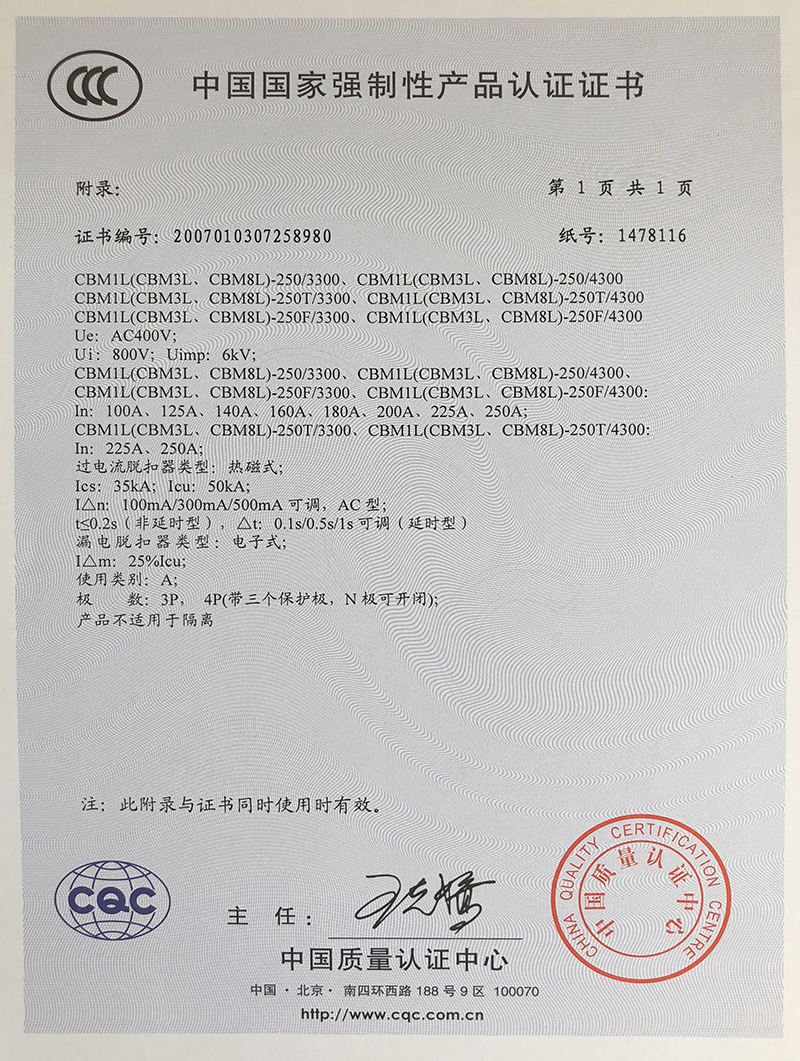 CCC
中国国家强制性产品认证证书
附录:
第 1 页 共 1 页
证书编号: 2007010307258980
纸号: 1478116
CBM1L(CBM3L、CBM8L)-250/3300、CBM1L(CBM3L、CBM8L)-250/4300
CBM1L(CBM3L、CBM8L)-250T/3300、CBM1L(CBM3L、CBM8L)-250T/4300
CBM1L(CBM3L、CBM8L)-250F/3300、CBM1L(CBM3L、CBM8L)-250F/4300
Ue: AC400V;
Ui: 800V; Uimp: 6kV;
CBM1L(CBM3L、CBM8L)-250/3300、CBM1L(CBM3L、CBM8L)-250/4300、
CBM1L(CBM3L、CBM8L)-250F/3300、CBM1L(CBM3L、CBM8L)-250F/4300:
In: 100A、125A、140A、160A、180A、200A、225A、250A;
CBM1L(CBM3L、CBM8L)-250T/3300、CBM1L(CBM3L、CBM8L)-250T/4300:
In: 225A、250A;
过电流脱扣器类型: 热磁式;
Ics: 35kA; Icu: 50kA;
I△n: 100mA/300mA/500mA 可调, AC 型;
t≤0.2s (非延时型), △t: 0.1s/0.5s/1s 可调 (延时型)
漏电脱扣器类型: 电子式;
I△m: 25%Icu;
使用类别: A;
极 数: 3P, 4P(带三个保护极, N 极可开闭);
产品不适用于隔离
注: 此附录与证书同时使用时有效。
CQC
主 任:
中国质量认证中心
中国·北京·南四环西路 188 号 9 区 100070
http://www.cqc.com.cn
CHINA QUALITY CERTIFICATION CENTRE
中国质量认证中心